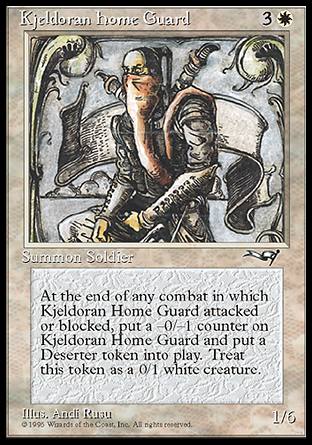 Kjeldoran Home Guard 3
Summon Soldier
At the end of any combat in which
Kjeldoran Home Guard attacked
or blocked, put a -0/-1 counter on
Kjeldoran Home Guard and put a
Deserter token into play. Treat
this token as a 0/1 white creature.
Illus. Andi Rusu
©1996 Wizards of the Coast, Inc. All rights reserved.
1/6